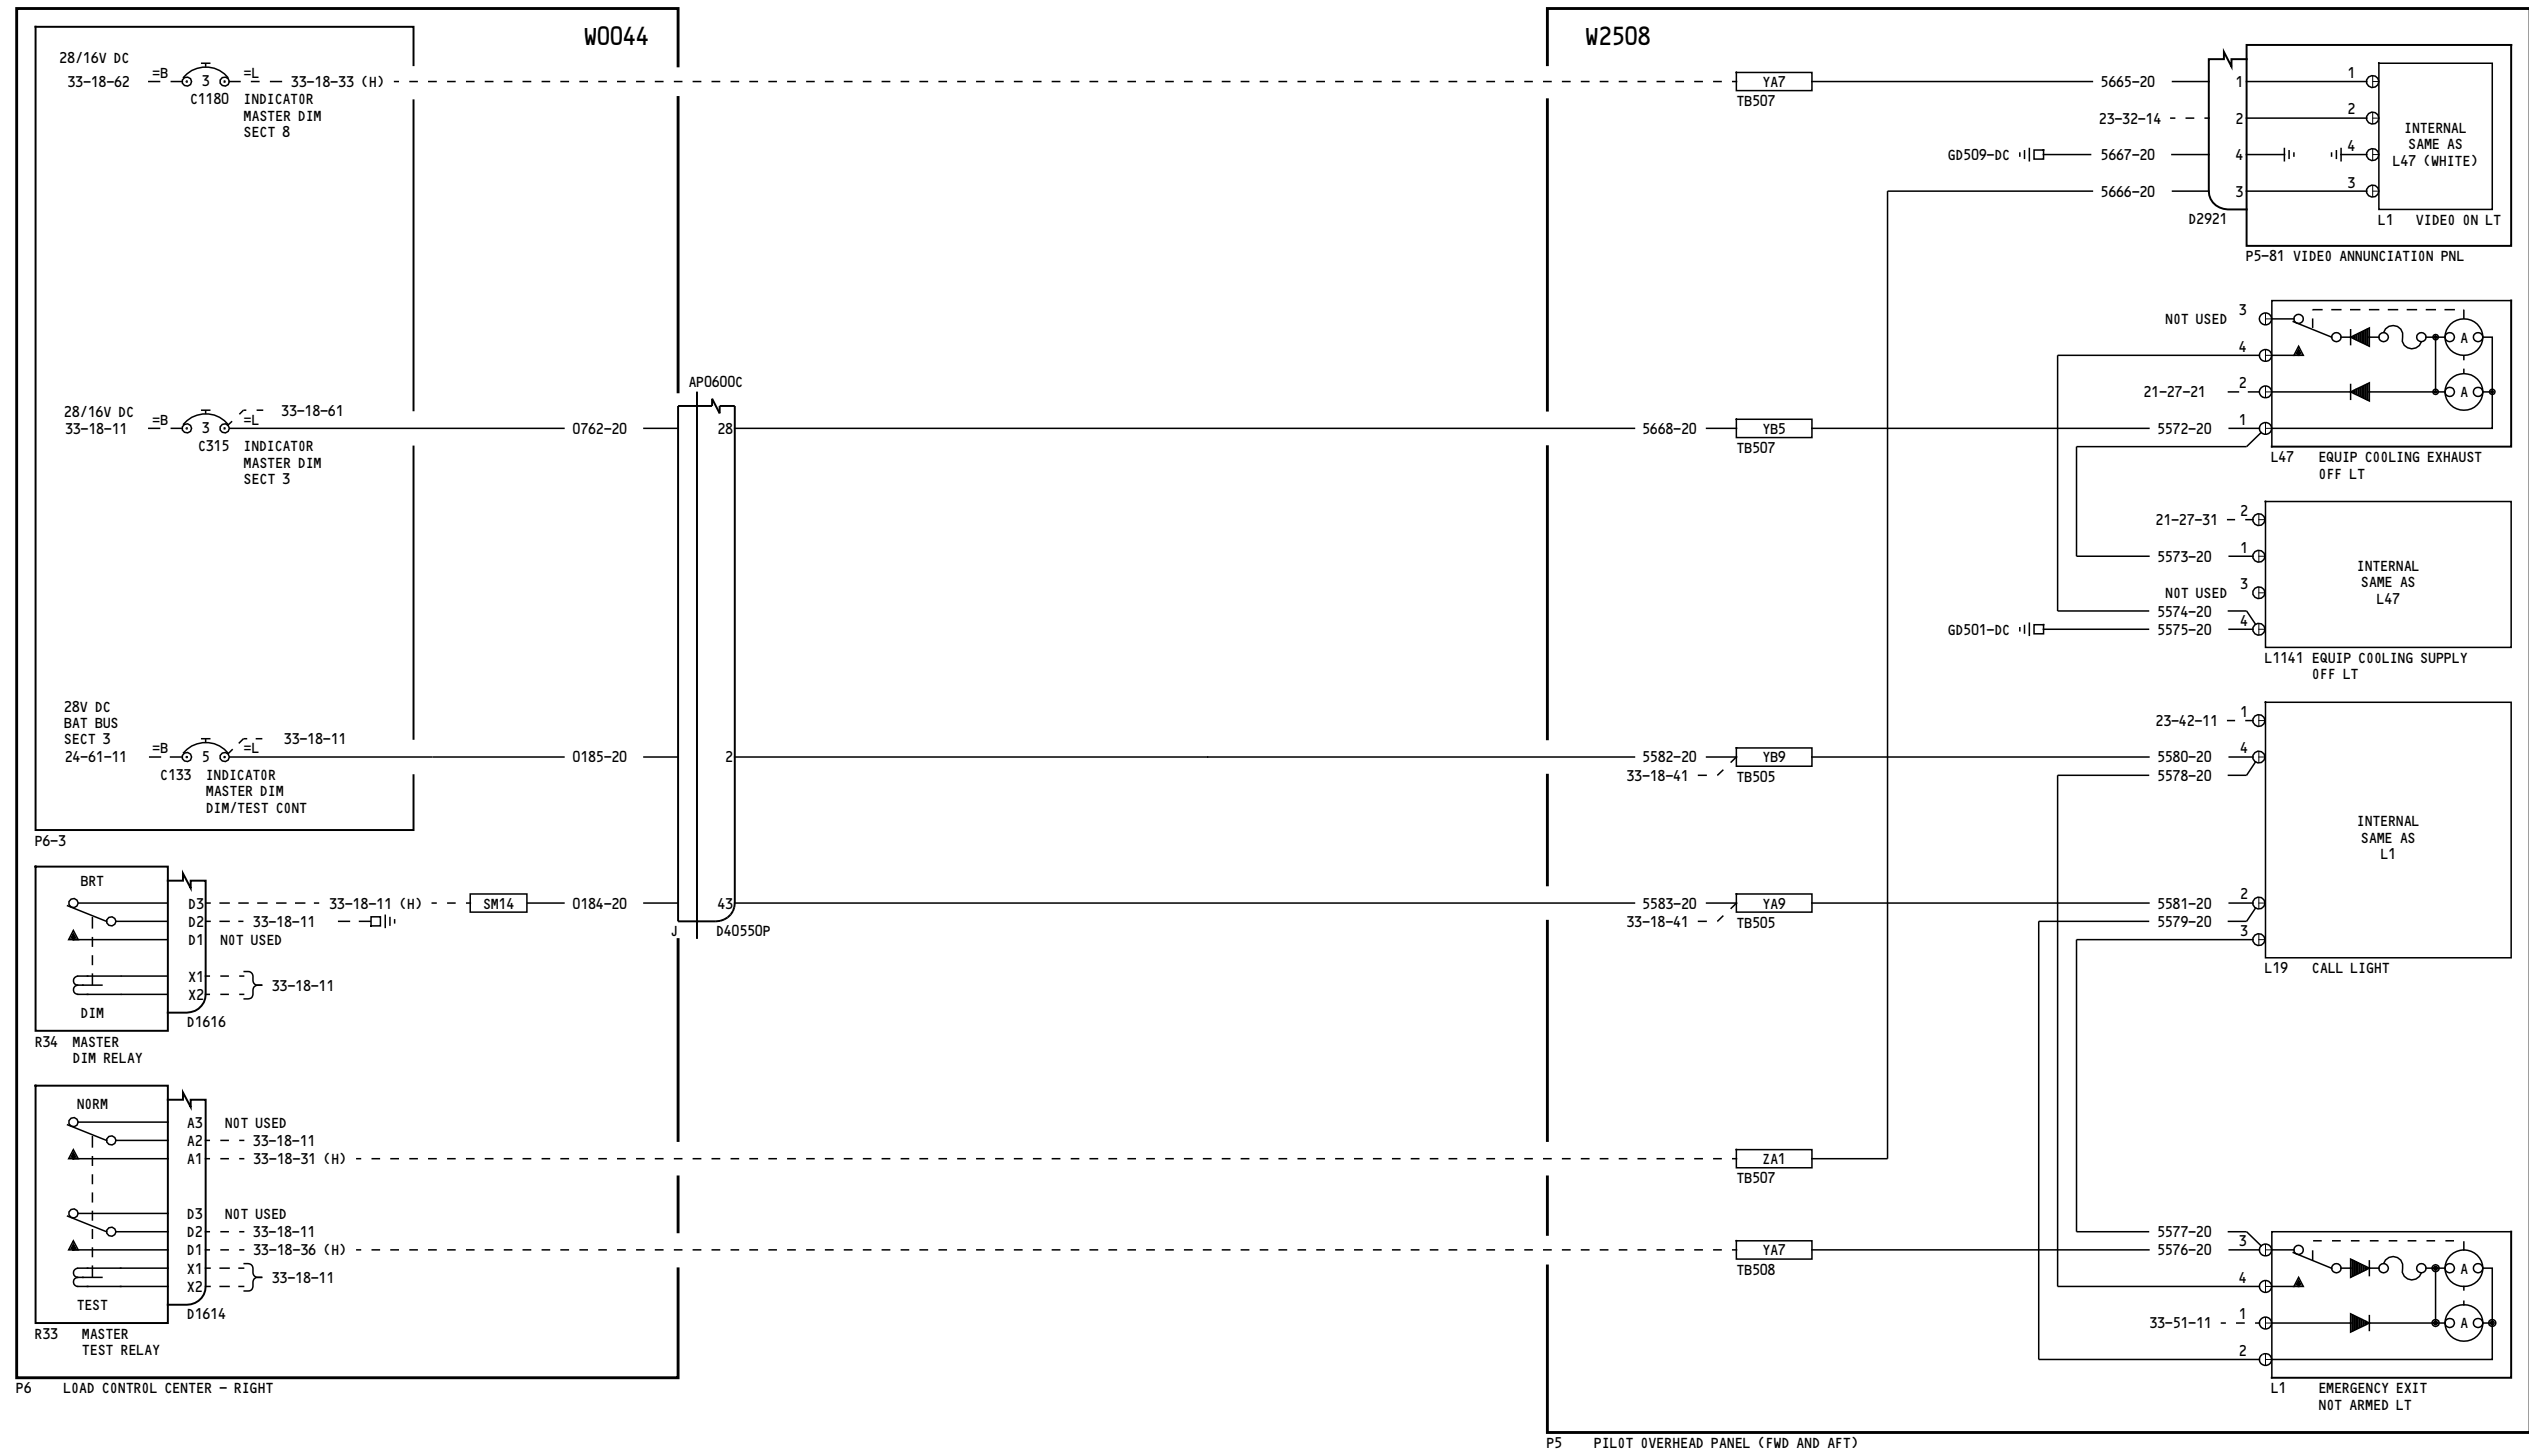 W0044
28/16V DC
33-18-62
=B
3
=L
33-18-33 (H)
C1180
INDICATOR
MASTER DIM
SECT 8
28/16V DC
33-18-11
=B
3
=L
33-18-61
C315
INDICATOR
MASTER DIM
SECT 3
0762-20
28V DC
BAT BUS
SECT 3
24-61-11
=B
5
=L
33-18-11
C133
INDICATOR
MASTER DIM
DIM/TEST CONT
0185-20
P6-3
BRT
D3
33-18-11 (H)
SM14
0184-20
D2
33-18-11
D1
NOT USED
X1
X2
33-18-11
DIM
D1616
R34 MASTER
DIM RELAY
NORM
A3
NOT USED
A2
33-18-11
A1
33-18-31 (H)
D3
NOT USED
D2
33-18-11
D1
33-18-36 (H)
X1
X2
33-18-11
TEST
D1614
R33 MASTER
TEST RELAY
P6 LOAD CONTROL CENTER - RIGHT
AP0600C
28
2
43
J
D40550P
W2508
YA7
TB507
5665-20
1
1
23-32-14
2
2
GD509-DC
5667-20
4
4
5666-20
3
3
D2921
INTERNAL
SAME AS
L47 (WHITE)
L1 VIDEO ON LT
P5-81 VIDEO ANNUNCIATION PNL
NOT USED
3
4
21-27-21
2
A
A
5668-20
YB5
TB507
5572-20
1
L47 EQUIP COOLING EXHAUST
OFF LT
21-27-31
2
5573-20
1
NOT USED
3
5574-20
GD501-DC
5575-20
4
INTERNAL
SAME AS
L47
L1141 EQUIP COOLING SUPPLY
OFF LT
23-42-11
1
5582-20
YB9
33-18-41
TB505
5580-20
4
5578-20
INTERNAL
SAME AS
L1
5583-20
YA9
33-18-41
TB505
5581-20
2
5579-20
3
L19 CALL LIGHT
ZA1
TB507
5577-20
YA7
TB508
5576-20
3
4
33-51-11
1
2
A
A
L1 EMERGENCY EXIT
NOT ARMED LT
P5 PILOT OVERHEAD PANEL (FWD AND AFT)